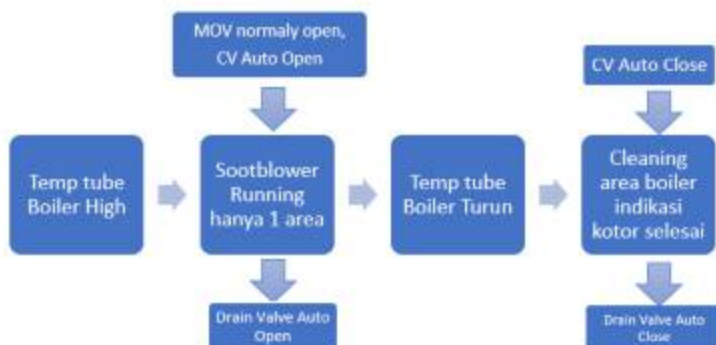 MOV normaly open,
CV Auto Open
CV Auto Close
Temp tube
Boiler High
Sootblower
Running
hanya 1 area
Temp tube
Boiler Turun
Cleaning
area boiler
indikasi
kotor selesai
Drain Valve Auto
Open
Drain Valve Auto
Close